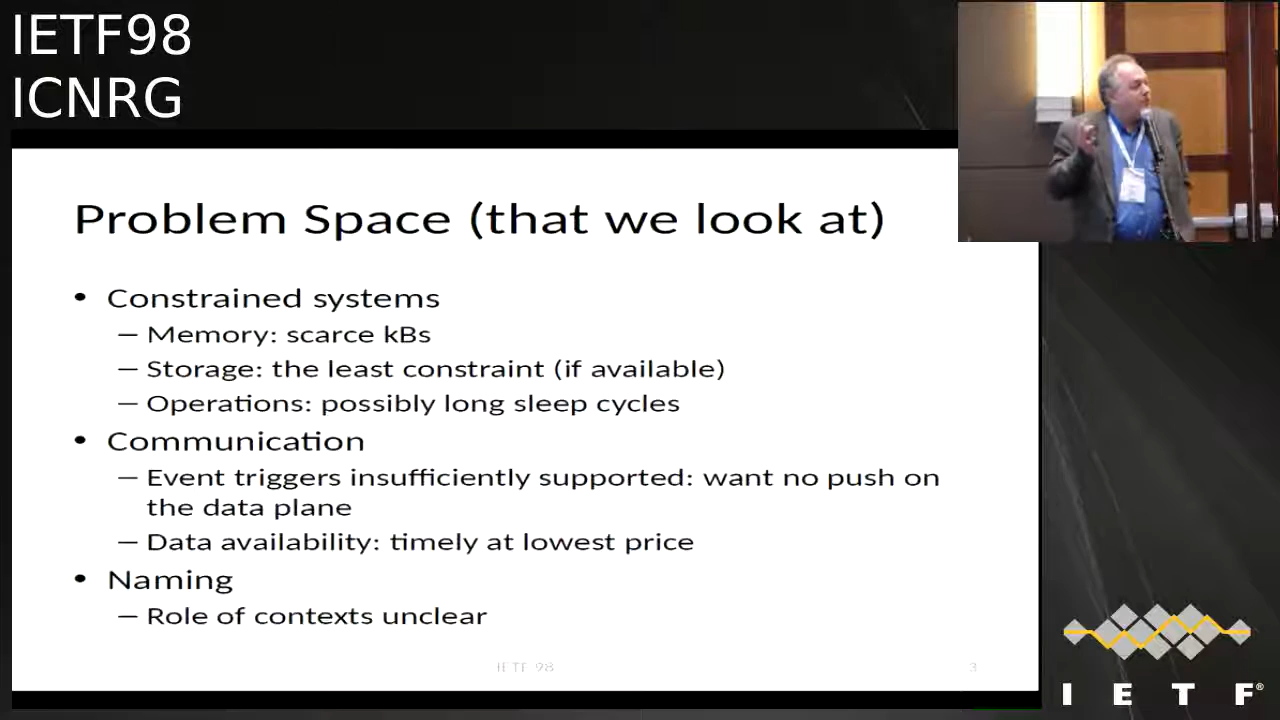 IETF98
ICNRG
Problem Space (that we look at)
• Constrained systems
– Memory: scarce kBs
– Storage: the least constraint (if available)
– Operations: possibly long sleep cycles
• Communication
– Event triggers insufficiently supported: want no push on
the data plane
– Data availability: timely at lowest price
• Naming
– Role of contexts unclear
IETF 98
3
I E T F®